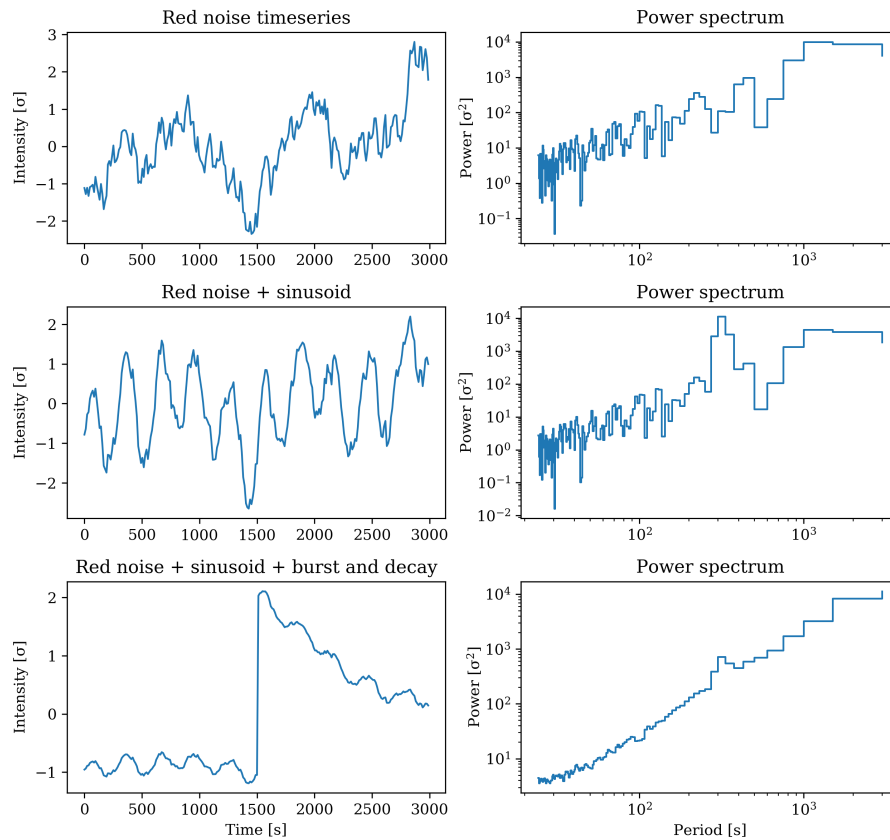 Red noise timeseries
Intensity [σ]
3
2
1
0
−1
−2
0 500 1000 1500 2000 2500 3000
Power spectrum
Power [σ²]
10⁴
10³
10²
10¹
10⁰
10⁻¹
10² 10³
Red noise + sinusoid
Intensity [σ]
2
1
0
−1
−2
0 500 1000 1500 2000 2500 3000
Power spectrum
Power [σ²]
10⁴
10³
10²
10¹
10⁰
10⁻¹
10⁻²
10² 10³
Red noise + sinusoid + burst and decay
Intensity [σ]
2
1
0
−1
0 500 1000 1500 2000 2500 3000
Time [s]
Power spectrum
Power [σ²]
10⁴
10³
10²
10¹
10² 10³
Period [s]